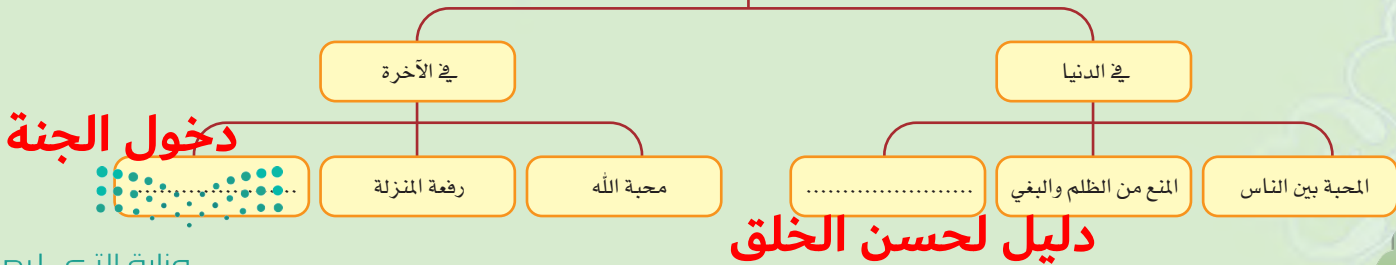 في الدنيا
في الآخرة
المحبة بين الناس
المنع من الظلم والبغي
.......................
محبة الله
رفعة المنزلة
.......................
دخول الجنة
دليل لحسن الخلق